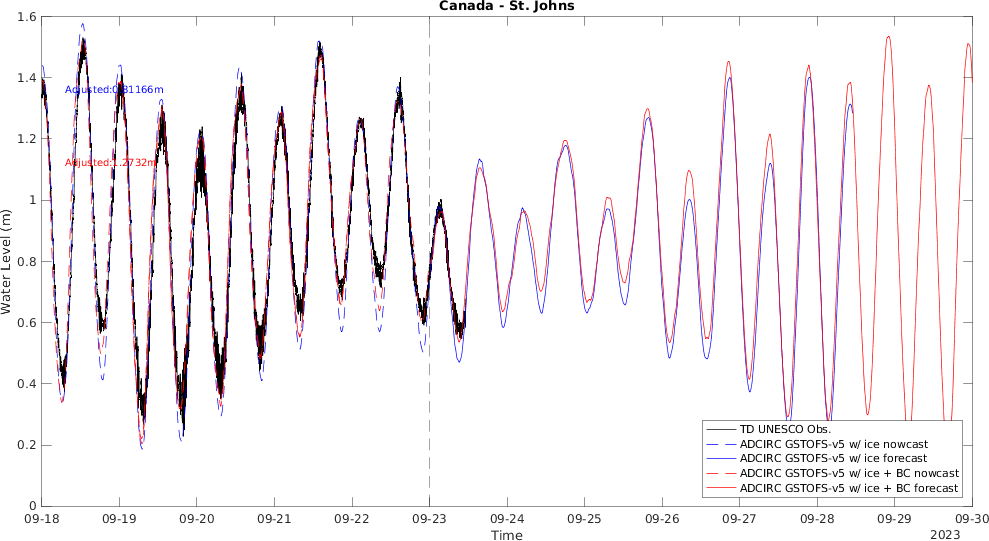 Canada - St. Johns
1.6
1.4
1.2
1
0.8
0.6
0.4
0.2
0
Water Level (m)
m
m
TD UNESCO Obs.
ADCIRC GSTOFS-v5 w/ ice nowcast
ADCIRC GSTOFS-v5 w/ ice forecast
ADCIRC GSTOFS-v5 w/ ice + BC nowcast
ADCIRC GSTOFS-v5 w/ ice + BC forecast
09-18 09-19 09-20 09-21 09-22 09-23 09-24 09-25 09-26 09-27 09-28 09-29 09-30
Time
2023